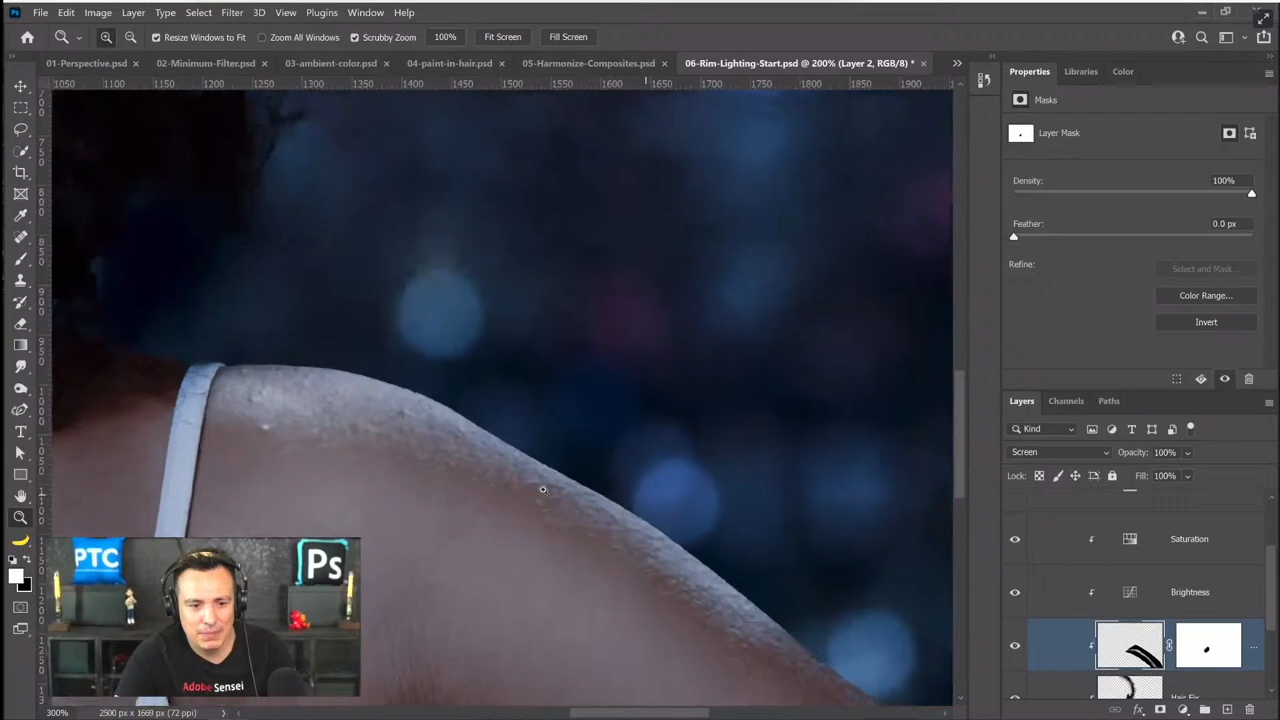 Ps File Edit Image Layer Type Select Filter 3D View Plugins Window Help
Resize Windows to Fit Zoom All Windows Scrubby Zoom 100% Fit Screen Fill Screen
01-Perspective.psd × 02-Minimum-Filter.psd × 03-ambient-color.psd × 04-paint-in-hair.psd × 05-Harmonize-Composites.psd × 06-Rim-Lighting-Start.psd @ 200% (Layer 2, RGB/8) * ×
1050 1100 1150 1200 1250 1300 1350 1400 1450 1500 1550 1600 1650 1700 1750 1800 1850 1900
Properties Libraries Color
Masks
Layer Mask
Density: 100%
Feather: 0.0 px
Refine:
Select and Mask...
Color Range...
Invert
Layers Channels Paths
Kind
Screen Opacity: 100%
Lock: Fill: 100%
Saturation
Brightness
Hair Fix
PTC Ps
Adobe Sensei
300% 2500 px x 1669 px (72 ppi)